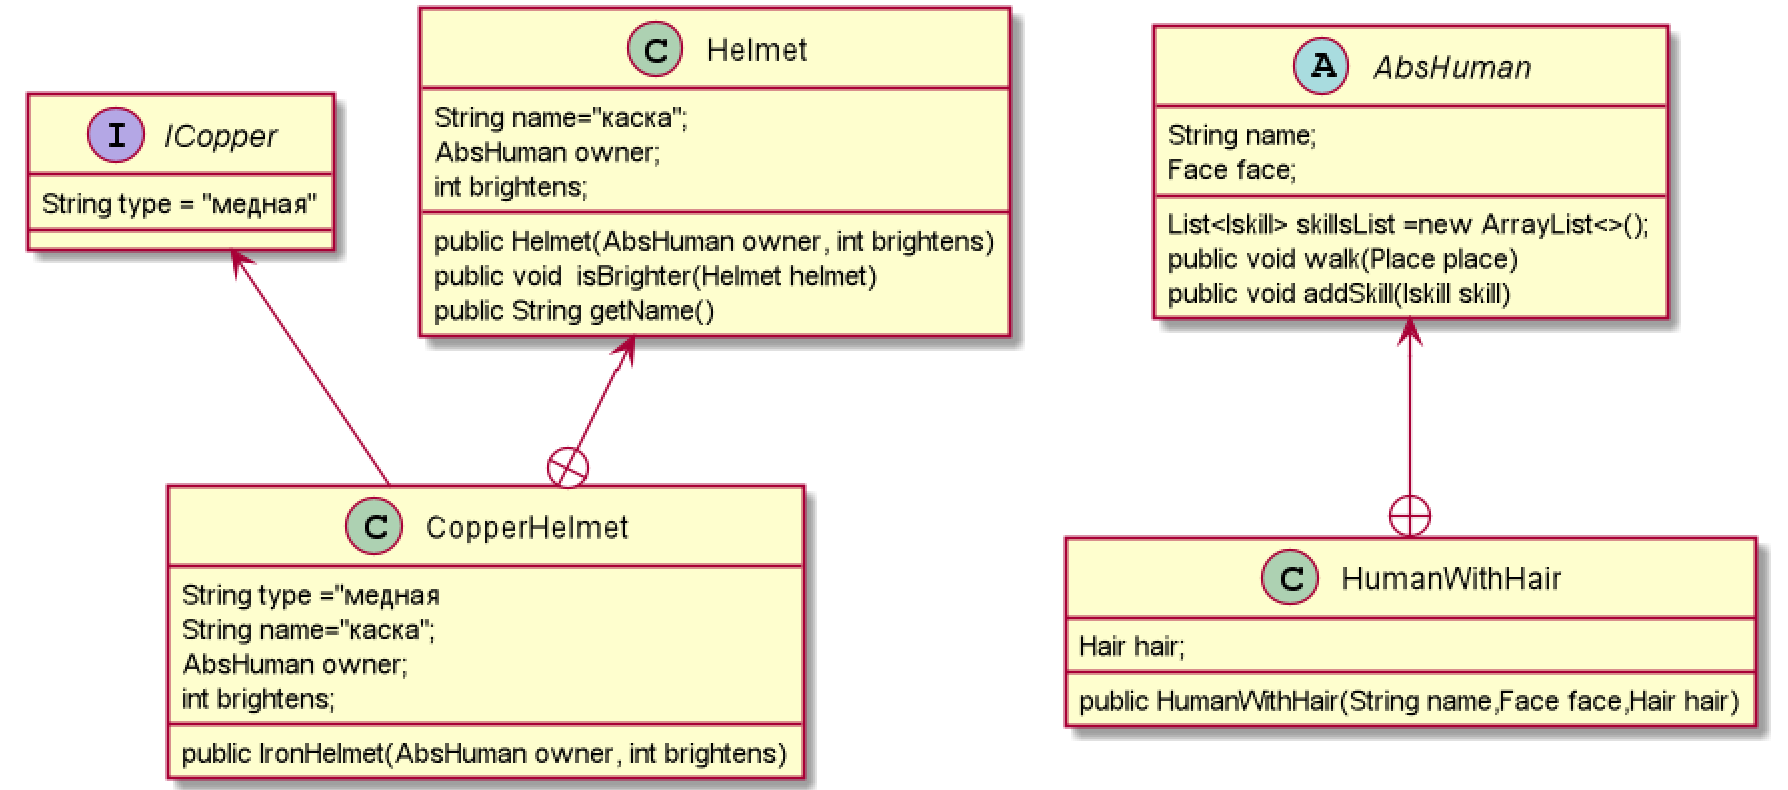 I ICopper
String type = "медная"
C Helmet
String name="каска";
AbsHuman owner;
int brightens;
public Helmet(AbsHuman owner, int brightens)
public void  isBrighter(Helmet helmet)
public String getName()
A AbsHuman
String name;
Face face;
List<Iskill> skillsList =new ArrayList<>();
public void walk(Place place)
public void addSkill(Iskill skill)
C CopperHelmet
String type ="медная
String name="каска";
AbsHuman owner;
int brightens;
public IronHelmet(AbsHuman owner, int brightens)
C HumanWithHair
Hair hair;
public HumanWithHair(String name,Face face,Hair hair)